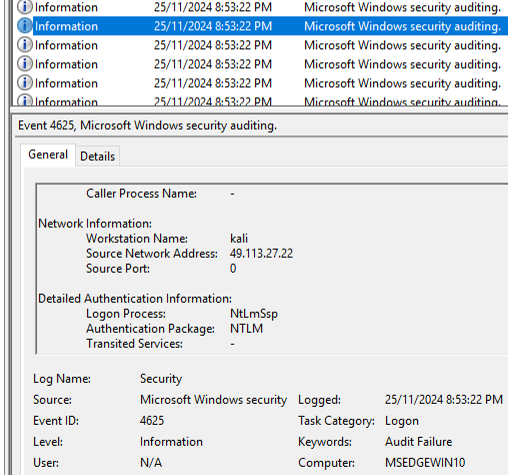 Information 25/11/2024 8:53:22 PM Microsoft Windows security auditing.
Information 25/11/2024 8:53:22 PM Microsoft Windows security auditing.
Information 25/11/2024 8:53:22 PM Microsoft Windows security auditing.
Information 25/11/2024 8:53:22 PM Microsoft Windows security auditing.
Information 25/11/2024 8:53:22 PM Microsoft Windows security auditing.
Information 25/11/2024 8:53:22 PM Microsoft Windows security auditing.
Event 4625, Microsoft Windows security auditing.
General Details
Caller Process Name: -
Network Information:
Workstation Name: kali
Source Network Address: 49.113.27.22
Source Port: 0
Detailed Authentication Information:
Logon Process: NtLmSsp
Authentication Package: NTLM
Transited Services: -
Log Name: Security
Source: Microsoft Windows security Logged: 25/11/2024 8:53:22 PM
Event ID: 4625 Task Category: Logon
Level: Information Keywords: Audit Failure
User: N/A Computer: MSEDGEWIN10